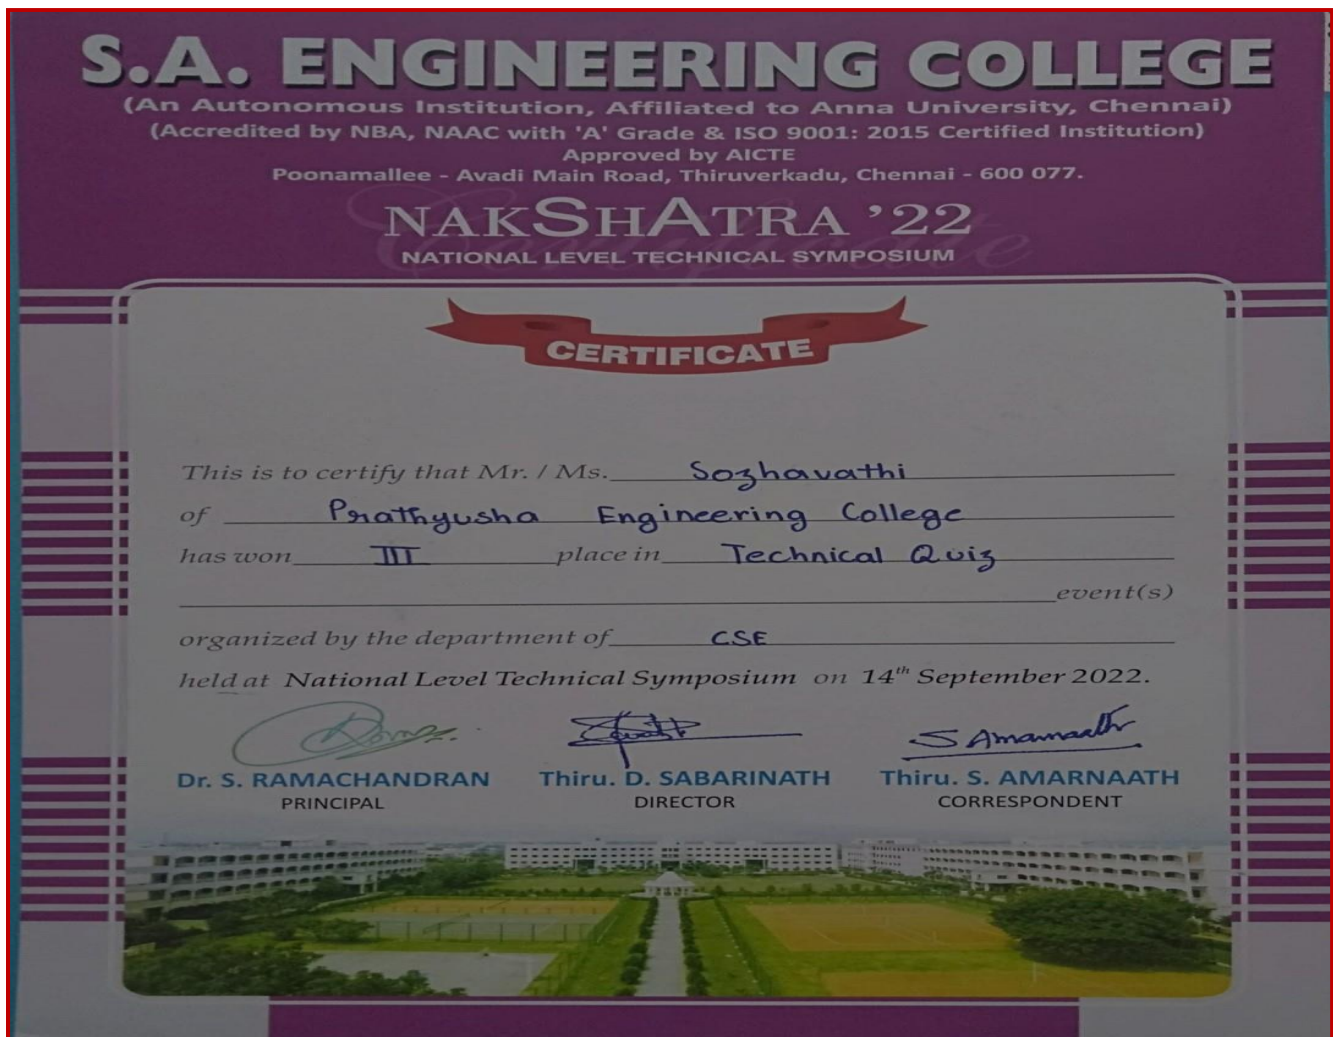 S.A. ENGINEERING COLLEGE
(An Autonomous Institution, Affiliated to Anna University, Chennai)
(Accredited by NBA, NAAC with 'A' Grade & ISO 9001: 2015 Certified Institution)
Approved by AICTE
Poonamallee - Avadi Main Road, Thiruverkadu, Chennai - 600 077.
Certificate
NAKSHATRA '22
NATIONAL LEVEL TECHNICAL SYMPOSIUM
CERTIFICATE
This is to certify that Mr. / Ms. Sozhavathi
of Prathyusha Engineering College
has won III place in Technical Quiz
event(s)
organized by the department of CSE
held at National Level Technical Symposium on 14th September 2022.
S Amarnaath
Dr. S. RAMACHANDRAN Thiru. D. SABARINATH Thiru. S. AMARNAATH
PRINCIPAL DIRECTOR CORRESPONDENT